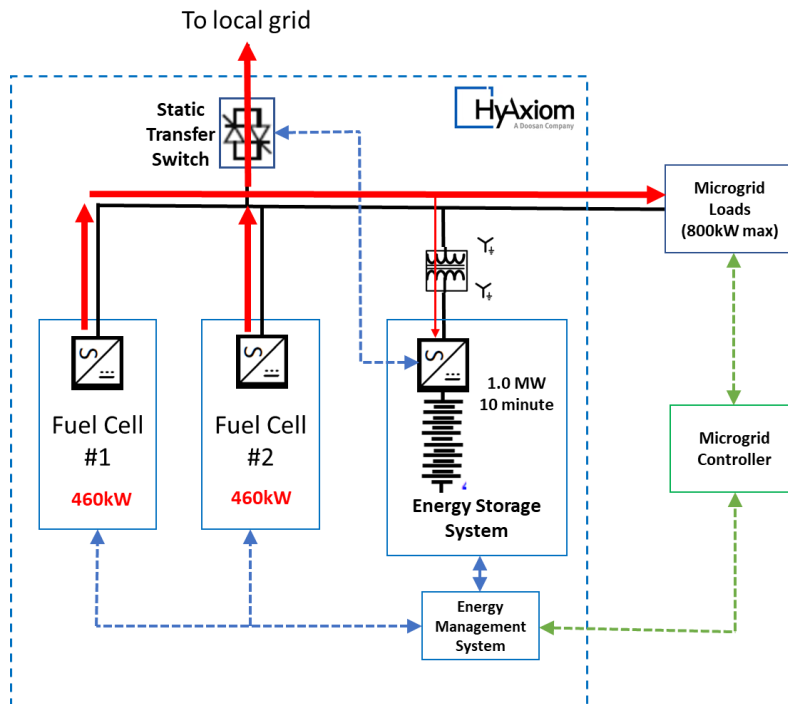 To local grid
HyAxiom
A Doosan Company
Static
Transfer
Switch
Microgrid
Loads
(800kW max)
S
S
S
1.0 MW
10 minute
Fuel Cell
#1
460kW
Fuel Cell
#2
460kW
Energy Storage
System
Microgrid
Controller
Energy
Management
System